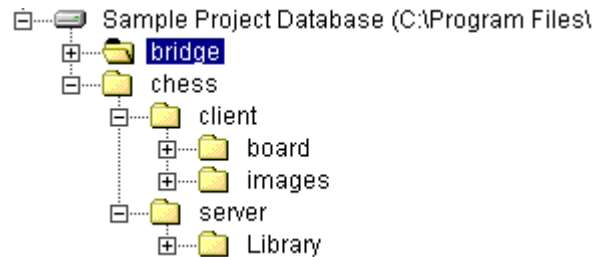 Sample Project Database (C:\Program Files\
bridge
chess
client
board
images
server
Library